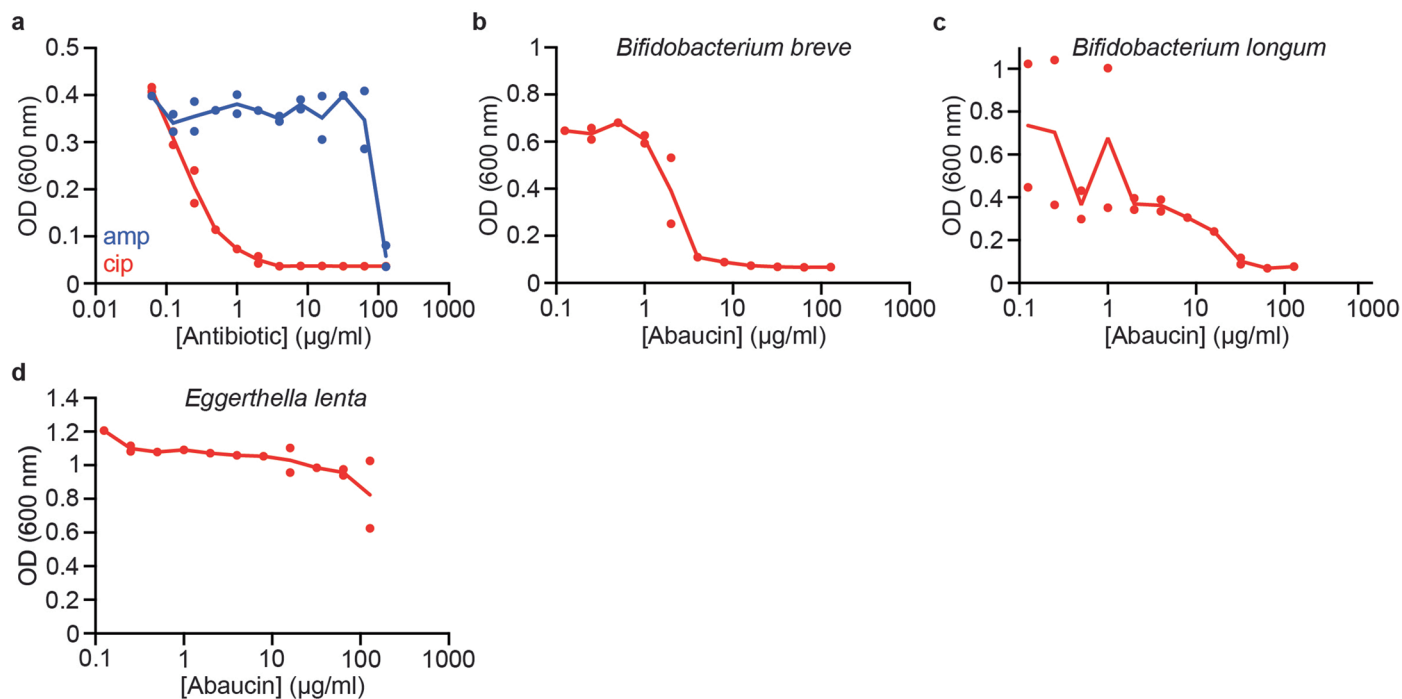 a
0.5
0.4
0.3
0.2
0.1
0
OD (600 nm)
amp
cip
0.01
0.1
1
10
100
1000
[Antibiotic] (µg/ml)
b
Bifidobacterium breve
1
0.8
0.6
0.4
0.2
0
OD (600 nm)
0.1
1
10
100
1000
[Abaucin] (µg/ml)
c
Bifidobacterium longum
1
0.8
0.6
0.4
0.2
0
OD (600 nm)
0.1
1
10
100
1000
[Abaucin] (µg/ml)
d
Eggerthella lenta
1.4
1.2
1
0.8
0.6
0.4
0.2
0
OD (600 nm)
0.1
1
10
100
1000
[Abaucin] (µg/ml)